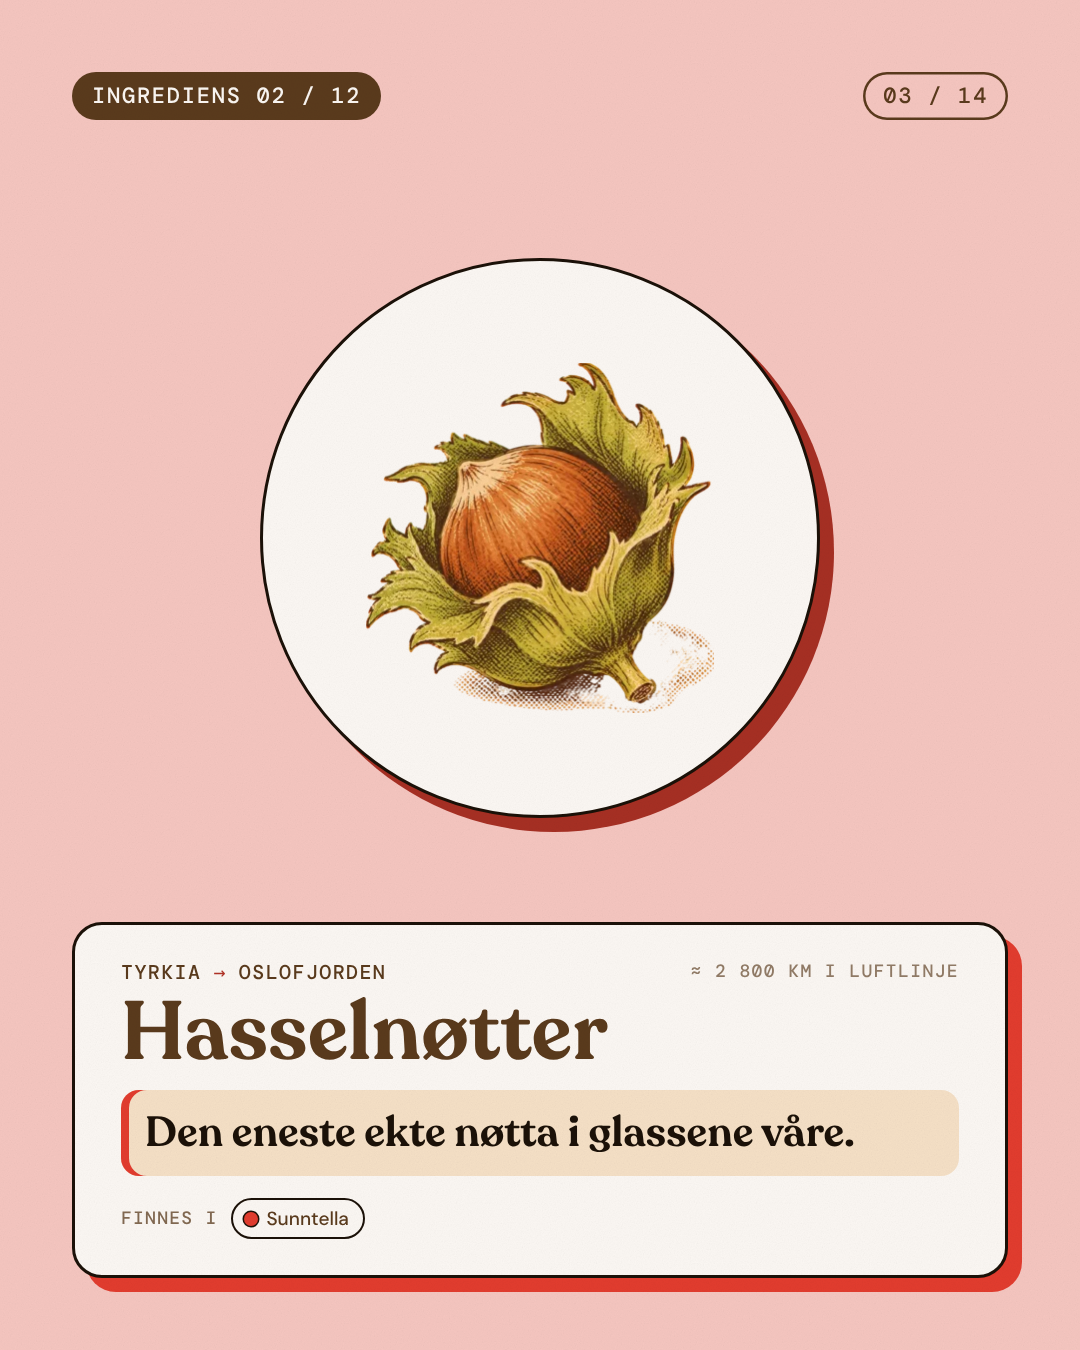 INGREDIENS 02 / 12
03 / 14
TYRKIA → OSLOFJORDEN
≈ 2 800 KM I LUFTLINJE
Hasselnøtter
Den eneste ekte nøtta i glassene våre.
FINNES I Sunntella